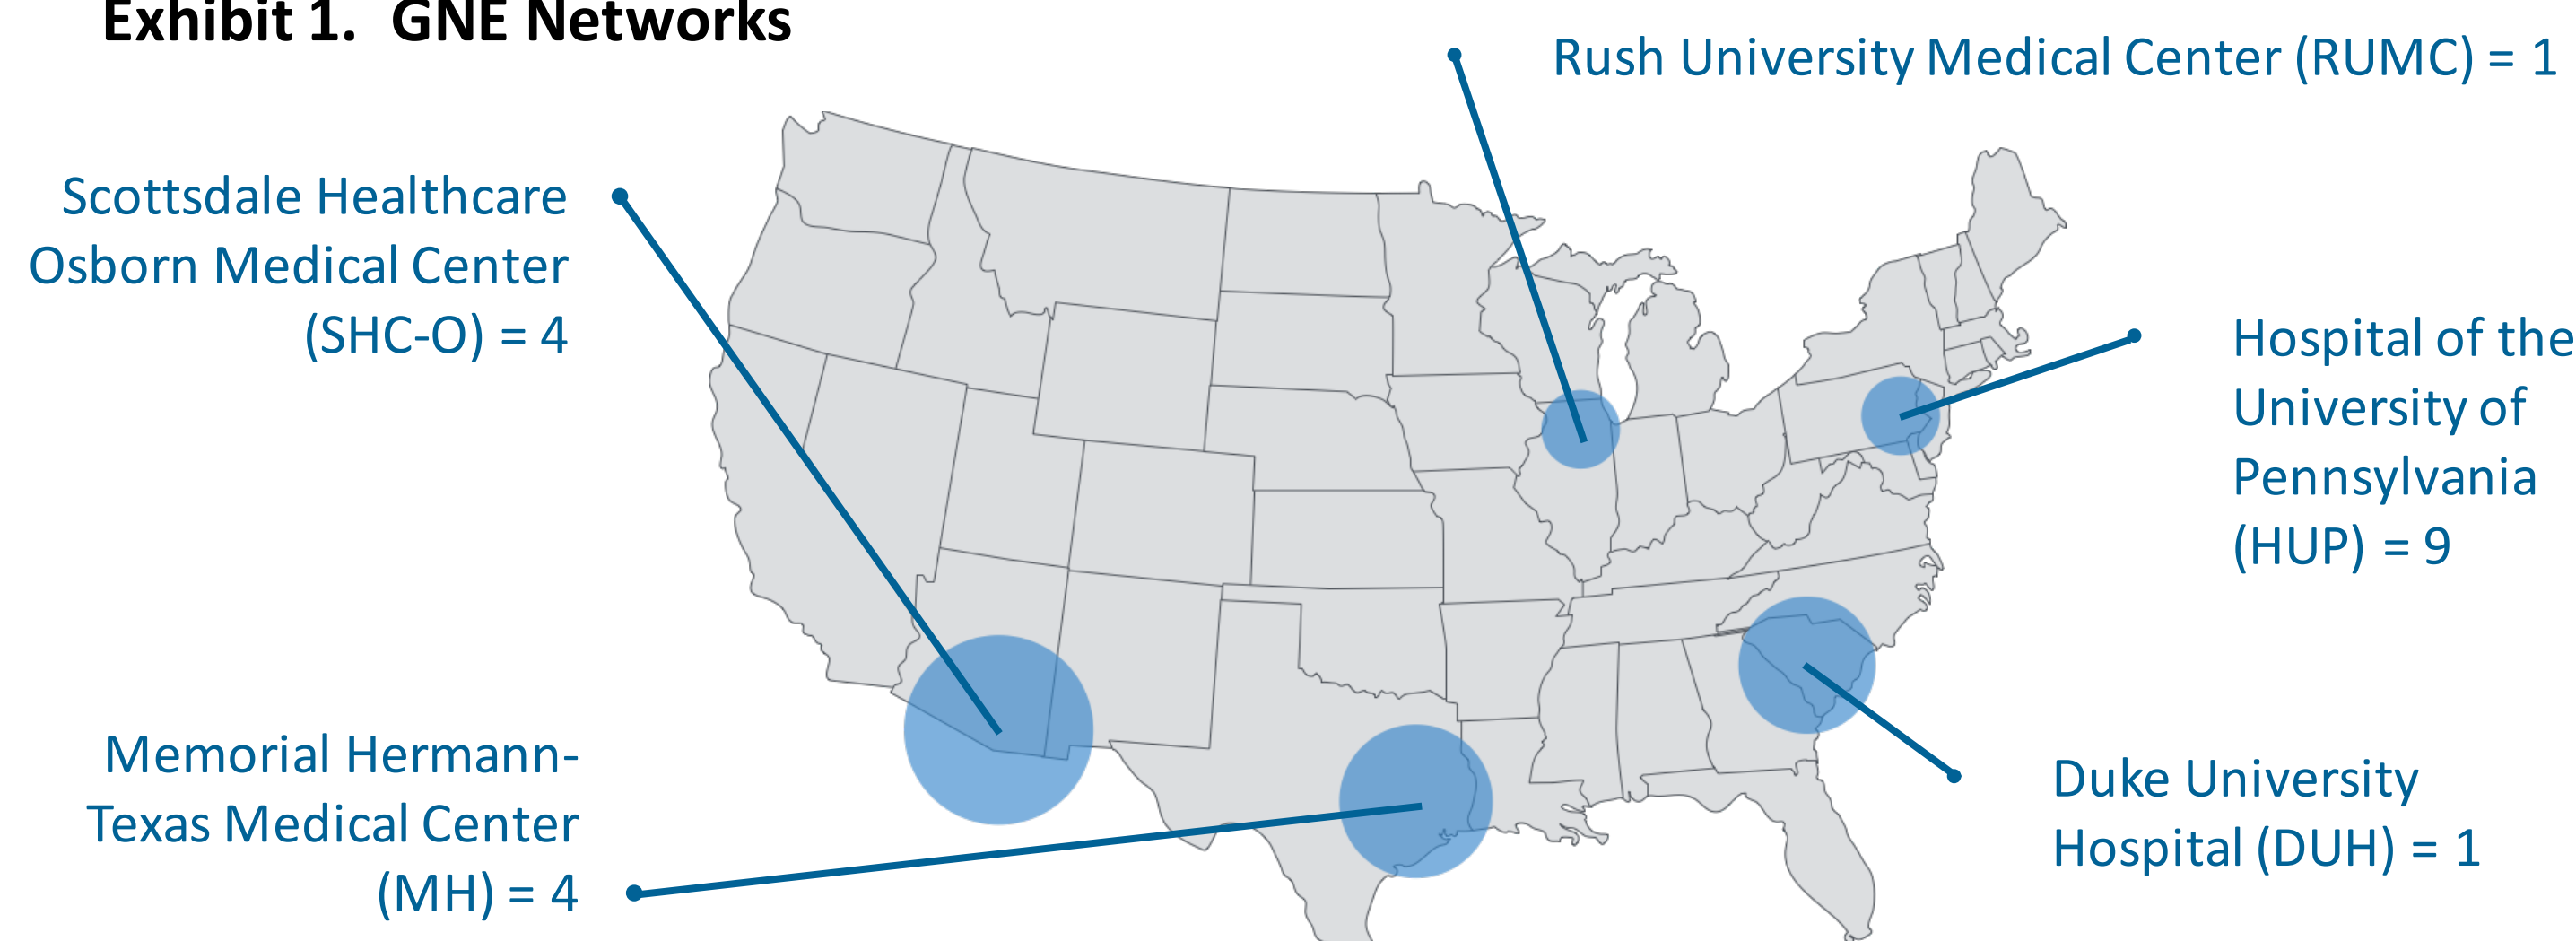 Exhibit 1. GNE Networks
Rush University Medical Center (RUMC) = 1
Scottsdale Healthcare
Osborn Medical Center
(SHC-O) = 4
Hospital of the
University of
Pennsylvania
(HUP) = 9
Memorial Hermann-
Texas Medical Center
(MH) = 4
Duke University
Hospital (DUH) = 1